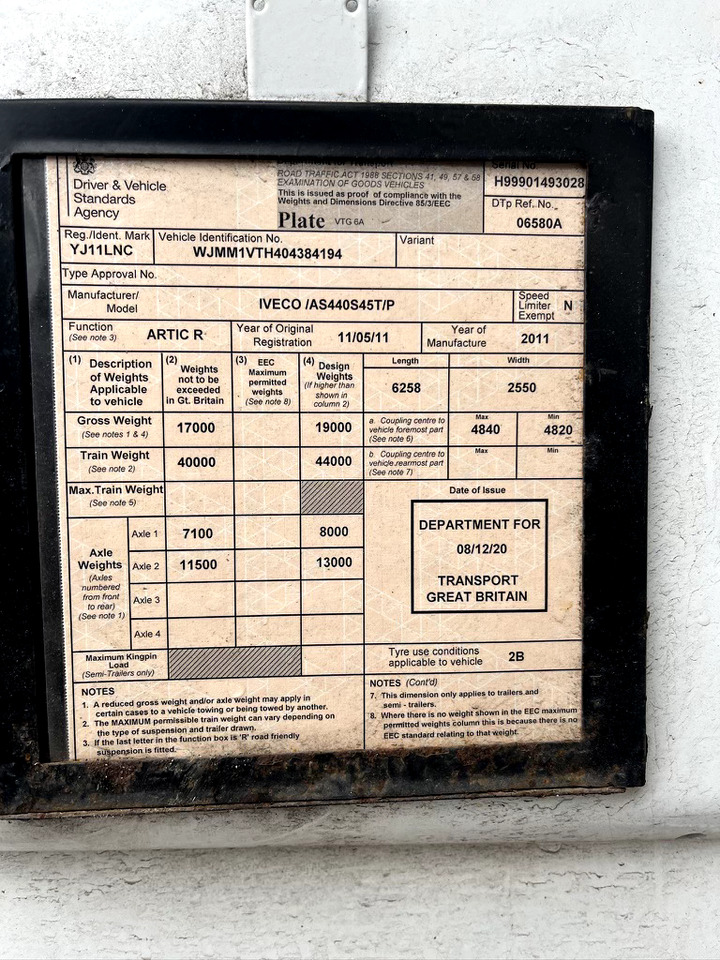 Driver & Vehicle
Standards
Agency
ROAD TRAFFIC ACT 1988 SECTIONS 41, 49, 57 & 58
EXAMINATION OF GOODS VEHICLES
This is issued as proof of compliance with the
Weights and Dimensions Directive 85/3/EEC
Plate VTG 6A
Serial No
H99901493028
DTp Ref. No.
06580A
Reg./Ident. Mark
YJ11LNC
Vehicle Identification No.
WJMM1VTH404384194
Variant
Type Approval No.
Manufacturer/
Model
IVECO /AS440S45T/P
Speed
Limiter
Exempt
N
Function
(See note 3)
ARTIC R
Year of Original
Registration
11/05/11
Year of
Manufacture
2011
(1) Description
of Weights
Applicable
to vehicle
(2) Weights
not to be
exceeded
in Gt. Britain
(3) EEC
Maximum
permitted
weights
(See note 8)
(4) Design
Weights
(If higher than
shown in
column 2)
Length
6258
Width
2550
Gross Weight
(See notes 1 & 4)
17000
19000
a. Coupling centre to
vehicle foremost part
(See note 6)
Max
4840
Min
4820
Train Weight
(See note 2)
40000
44000
b. Coupling centre to
vehicle rearmost part
(See note 7)
Max
Min
Max.Train Weight
(See note 5)
Axle
Weights
(Axles
numbered
from front
to rear)
(See note 1)
Axle 1
7100
8000
Axle 2
11500
13000
Axle 3
Axle 4
Maximum Kingpin
Load
(Semi-Trailers only)
Date of Issue
DEPARTMENT FOR
08/12/20
TRANSPORT
GREAT BRITAIN
Tyre use conditions
applicable to vehicle
2B
NOTES
1. A reduced gross weight and/or axle weight may apply in
certain cases to a vehicle towing or being towed by another.
2. The MAXIMUM permissible train weight can vary depending on
the type of suspension and trailer drawn.
3. If the last letter in the function box is 'R' road friendly
suspension is fitted.
NOTES (Cont'd)
7. This dimension only applies to trailers and
semi - trailers.
8. Where there is no weight shown in the EEC maximum
permitted weights column this is because there is no
EEC standard relating to that weight.